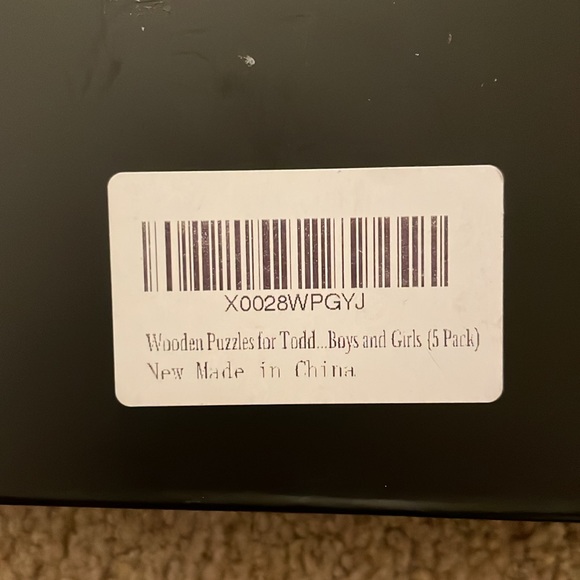 X0028WPGYJ
Wooden Puzzles for Todd...Boys and Girls (5 Pack)
New Made in China